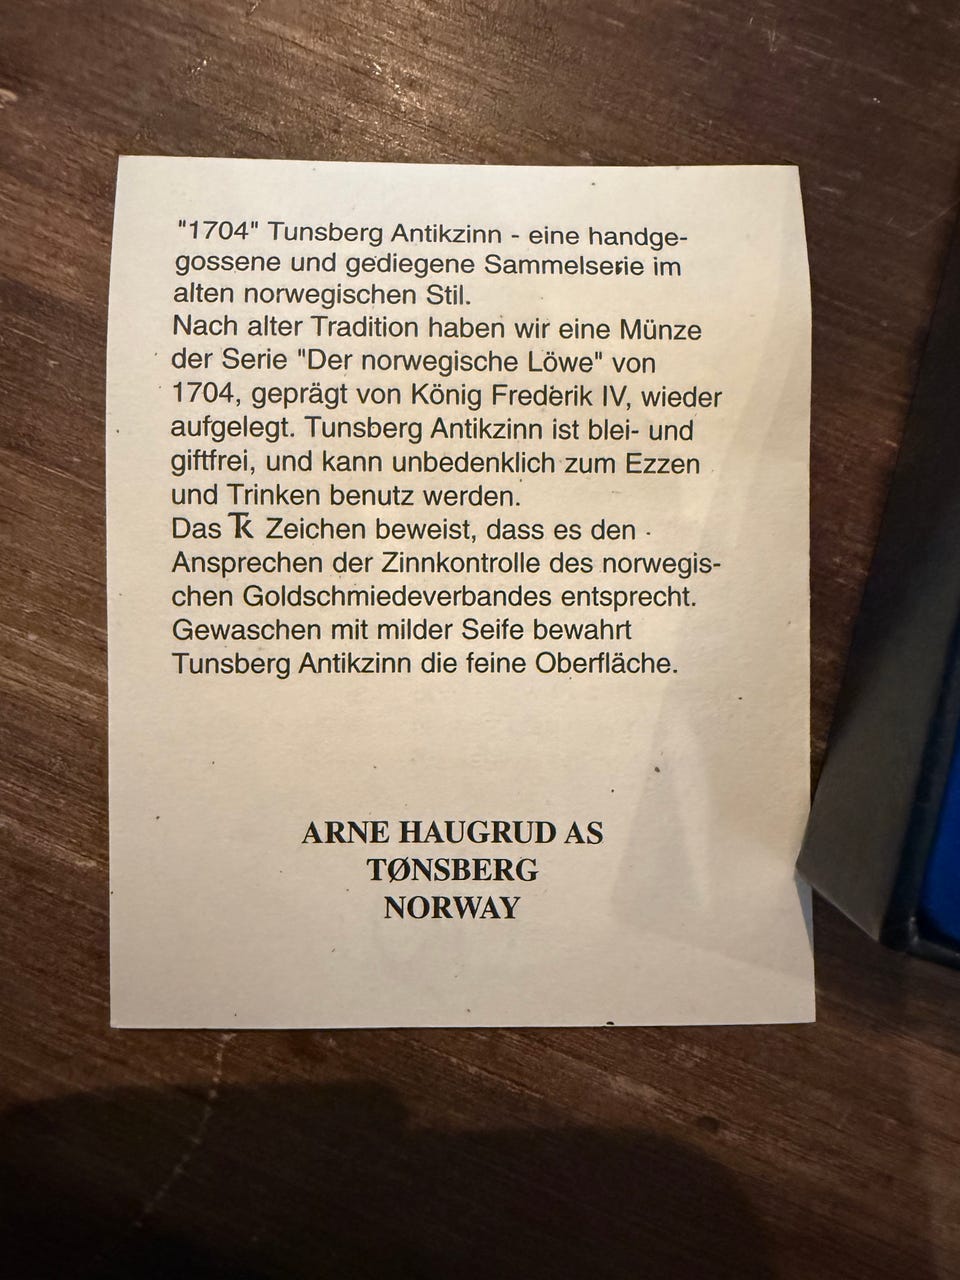 "1704" Tunsberg Antikzinn - eine handge-
gossene und gediegene Sammelserie im
alten norwegischen Stil.
Nach alter Tradition haben wir eine Münze
der Serie "Der norwegische Löwe" von
1704, geprägt von König Frederik IV, wieder
aufgelegt. Tunsberg Antikzinn ist blei- und
giftfrei, und kann unbedenklich zum Ezzen
und Trinken benutz werden.
Das TK Zeichen beweist, dass es den
Ansprechen der Zinnkontrolle des norwegis-
chen Goldschmiedeverbandes entsprecht.
Gewaschen mit milder Seife bewahrt
Tunsberg Antikzinn die feine Oberfläche.
ARNE HAUGRUD AS
TØNSBERG
NORWAY